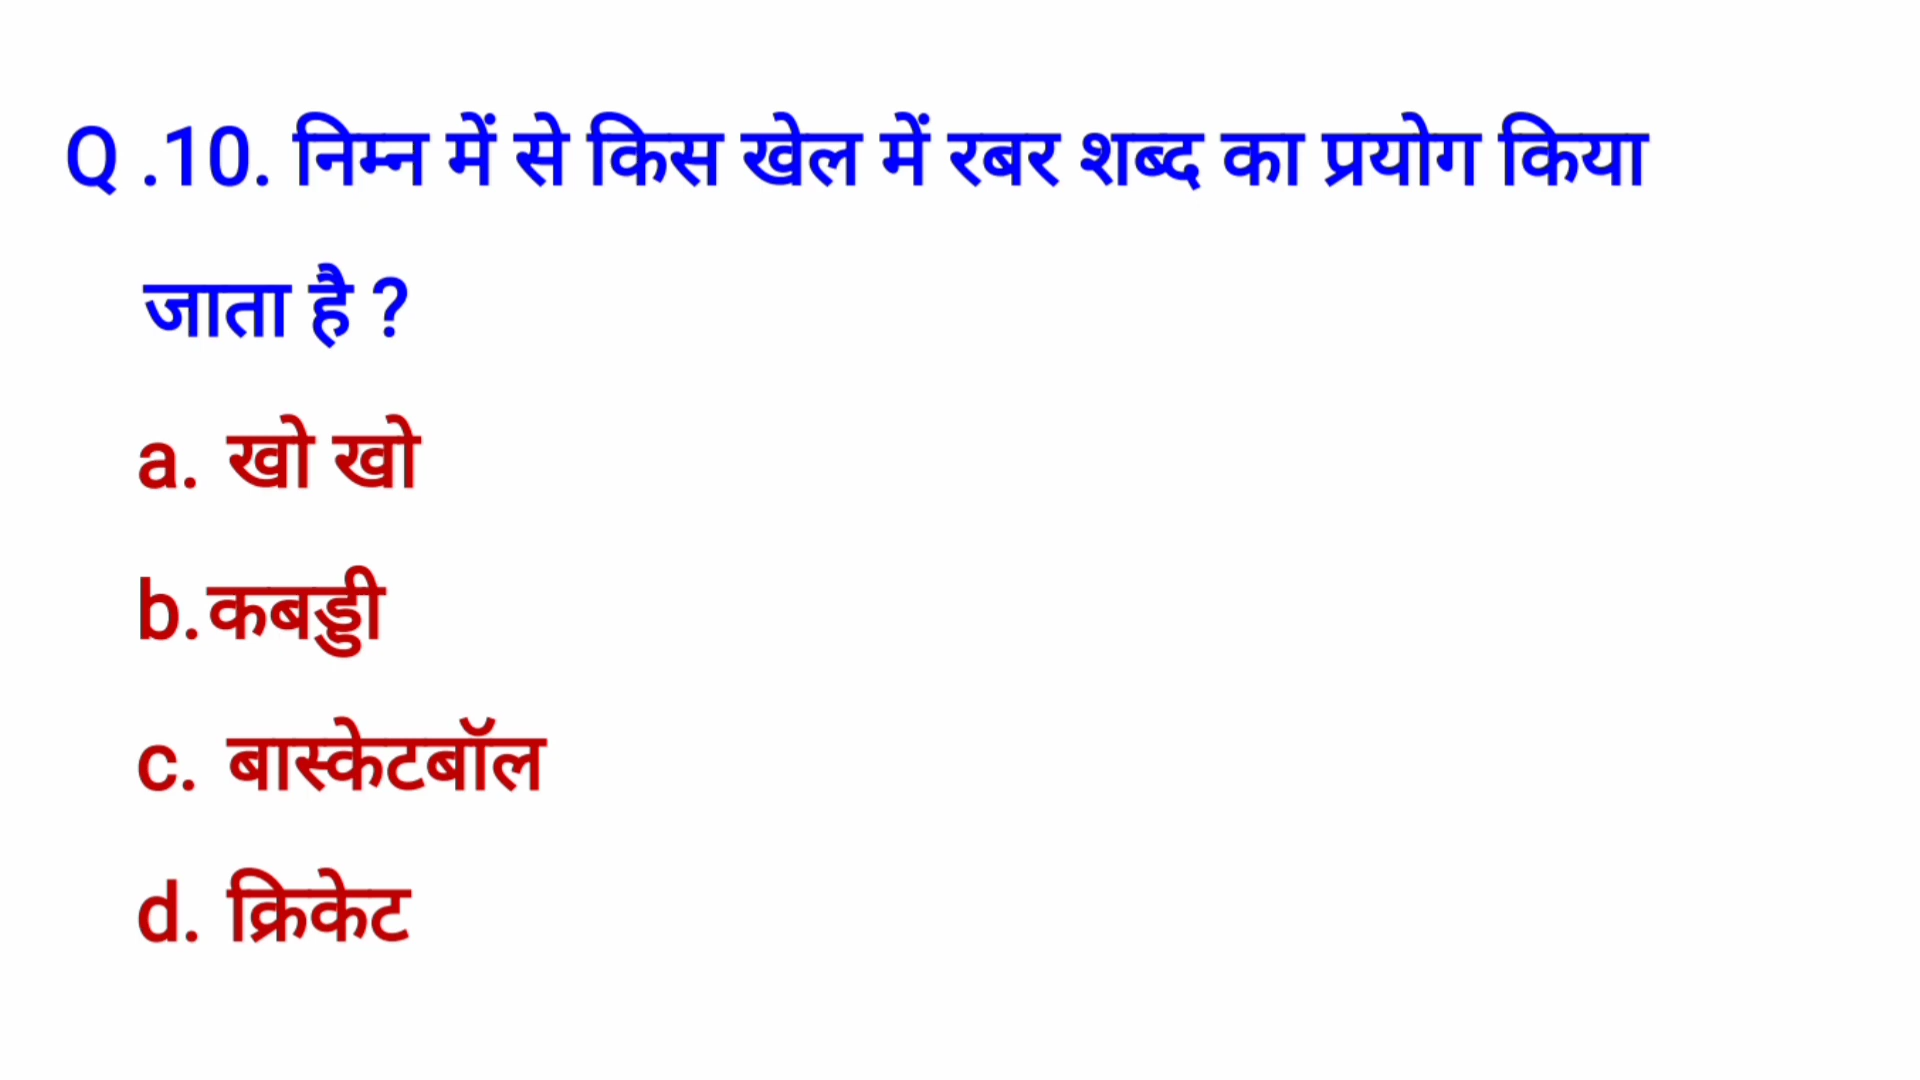 Q .10. निम्न में से किस खेल में रबर शब्द का प्रयोग किया
जाता है ?
a. खो खो
b.कबड्डी
c. बास्केटबॉल
d. क्रिकेट